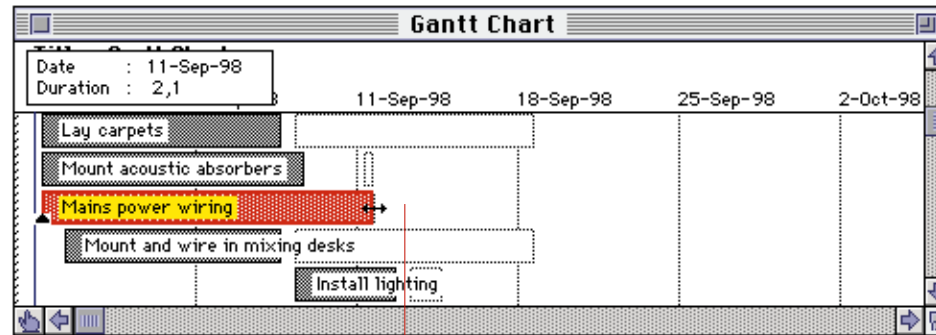 Gantt Chart
Date : 11-Sep-98
Duration : 2,1
11-Sep-98 18-Sep-98 25-Sep-98 2-Oct-98
Lay carpets
Mount acoustic absorbers
Mains power wiring
Mount and wire in mixing desks
Install lighting